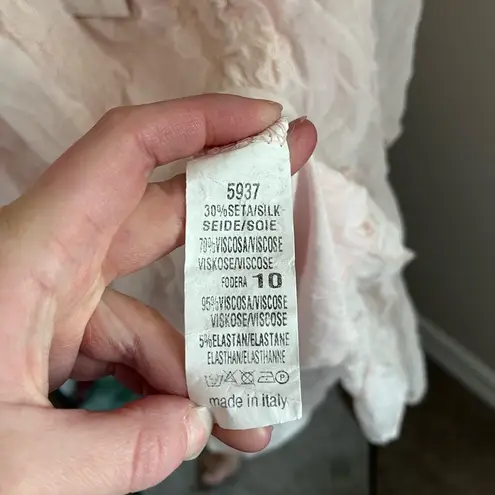 5937
30%SETA/SILK
SEIDE/SOIE
70%VISCOSA/VISCOSE
VISKOSE/VISCOSE
FODERA 10
95%VISCOSA/VISCOSE
VISKOSE/VISCOSE
5%ELASTAN/ELASTANE
ELASTHAN/ELASTHANNE
P
made in italy